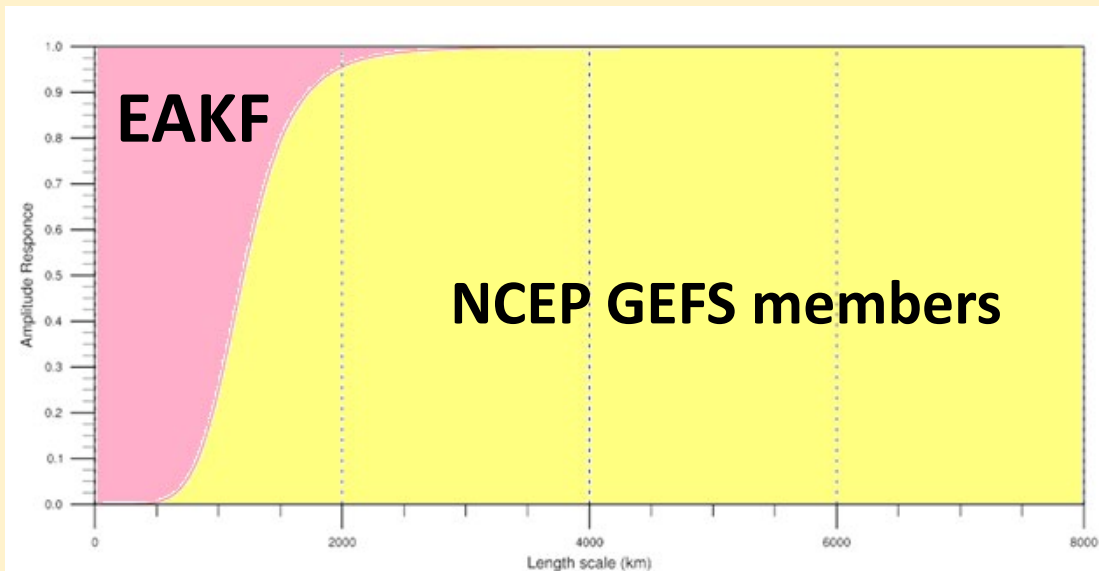 EAKF
NCEP GEFS members
Amplitude Responce
1.0
0.9
0.8
0.7
0.6
0.5
0.4
0.3
0.2
0.1
0.0
0 2000 4000 6000 8000
Length scale (km)